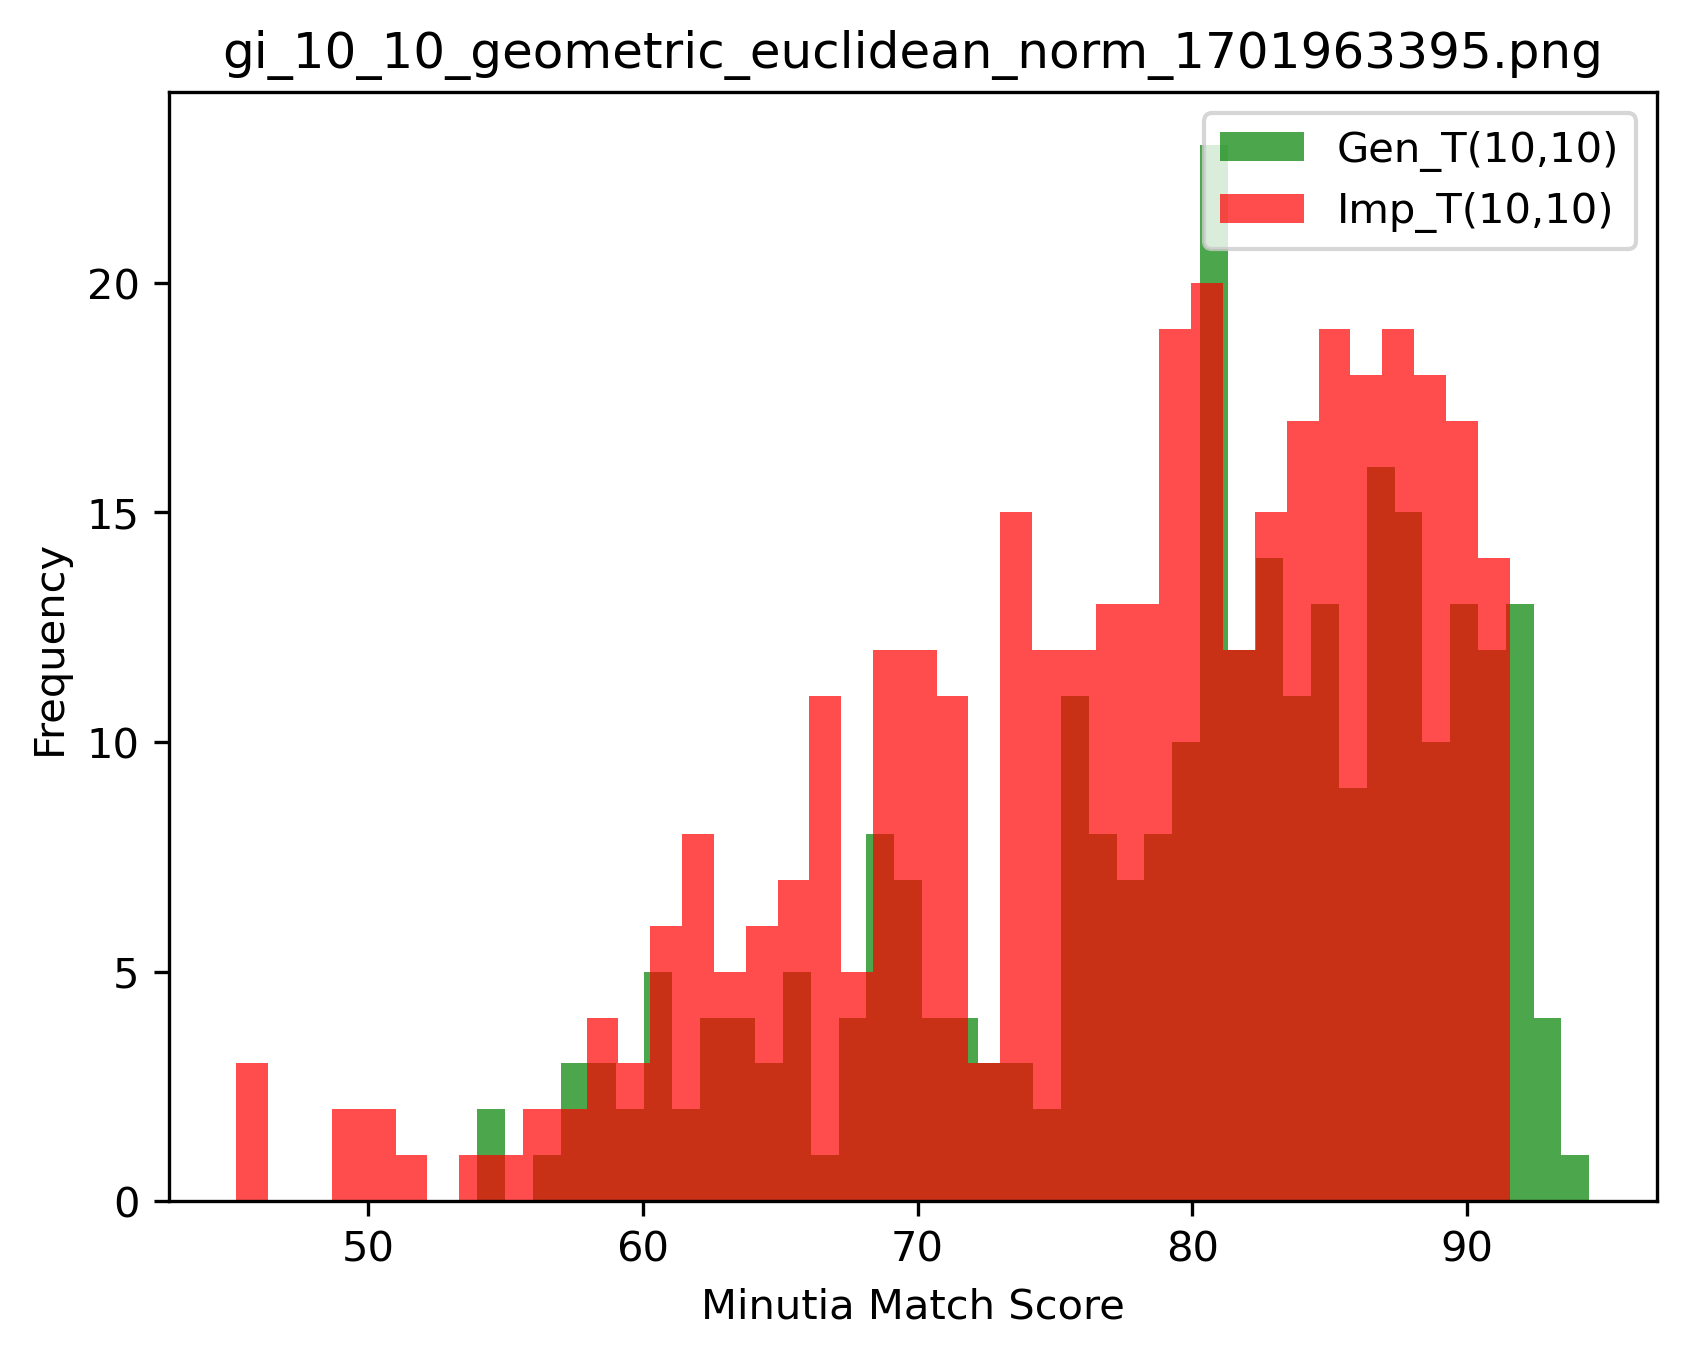 gi_10_10_geometric_euclidean_norm_1701963395.png
Gen_T(10,10)
Imp_T(10,10)
Frequency
20
15
10
5
0
50 60 70 80 90
Minutia Match Score